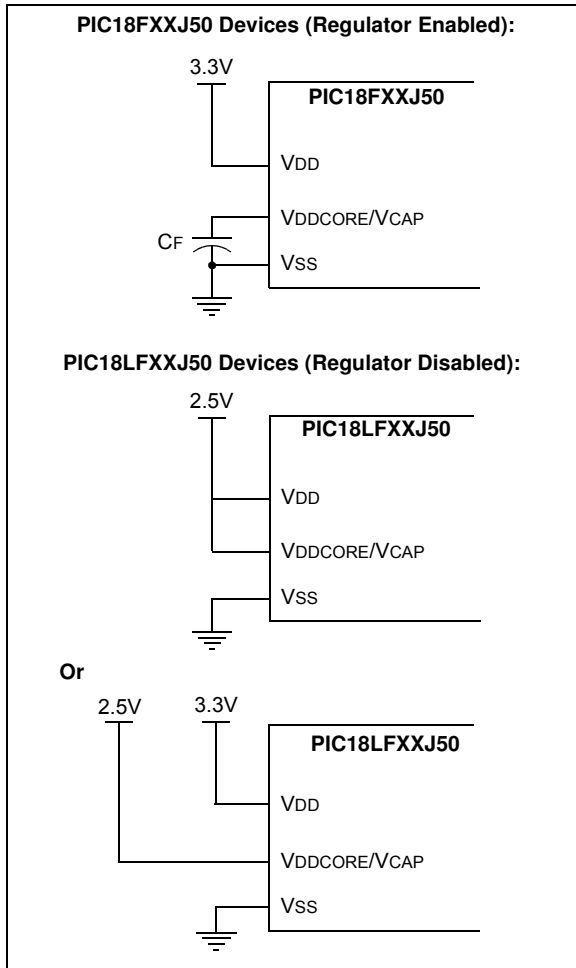 PIC18FXXJ50 Devices (Regulator Enabled):
3.3V
PIC18FXXJ50
VDD
VDDCORE/VCAP
CF
VSS
PIC18LFXXJ50 Devices (Regulator Disabled):
2.5V
PIC18LFXXJ50
VDD
VDDCORE/VCAP
VSS
Or
2.5V 3.3V
PIC18LFXXJ50
VDD
VDDCORE/VCAP
VSS